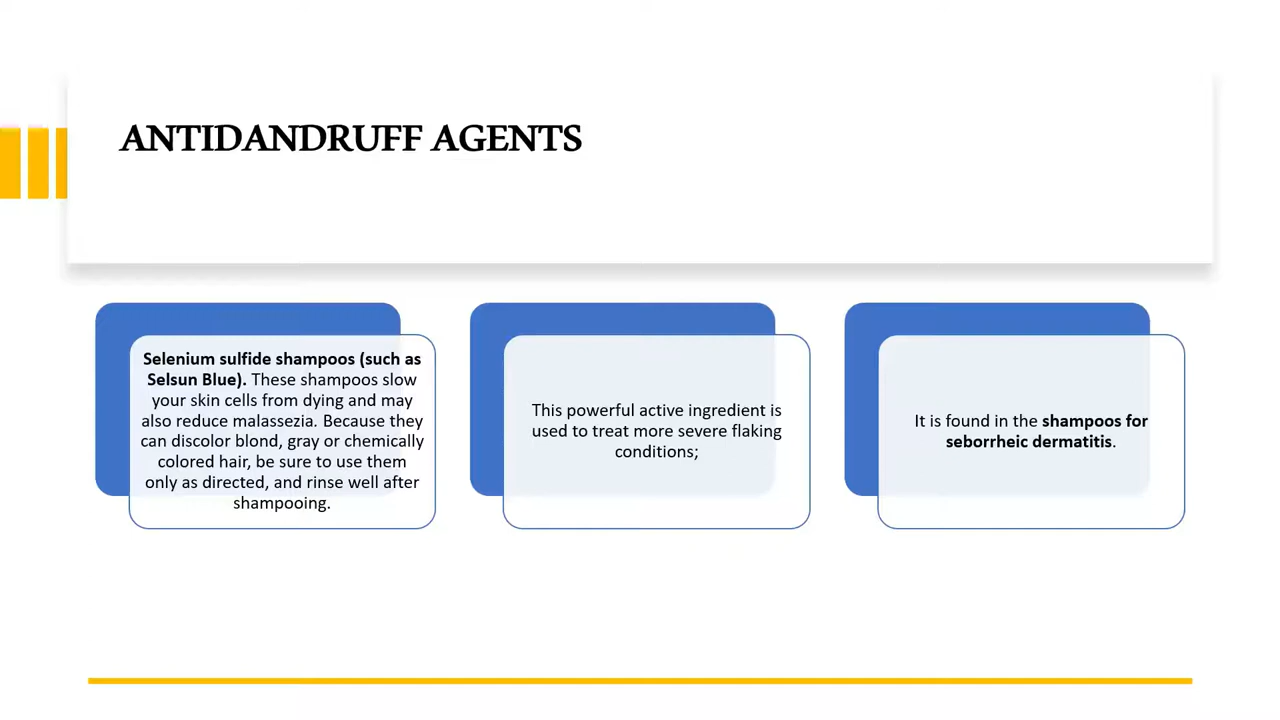 ANTIDANDRUFF AGENTS
Selenium sulfide shampoos (such as
Selsun Blue). These shampoos slow
your skin cells from dying and may
also reduce malassezia. Because they
can discolor blond, gray or chemically
colored hair, be sure to use them
only as directed, and rinse well after
shampooing.
This powerful active ingredient is
used to treat more severe flaking
conditions;
It is found in the shampoos for
seborrheic dermatitis.